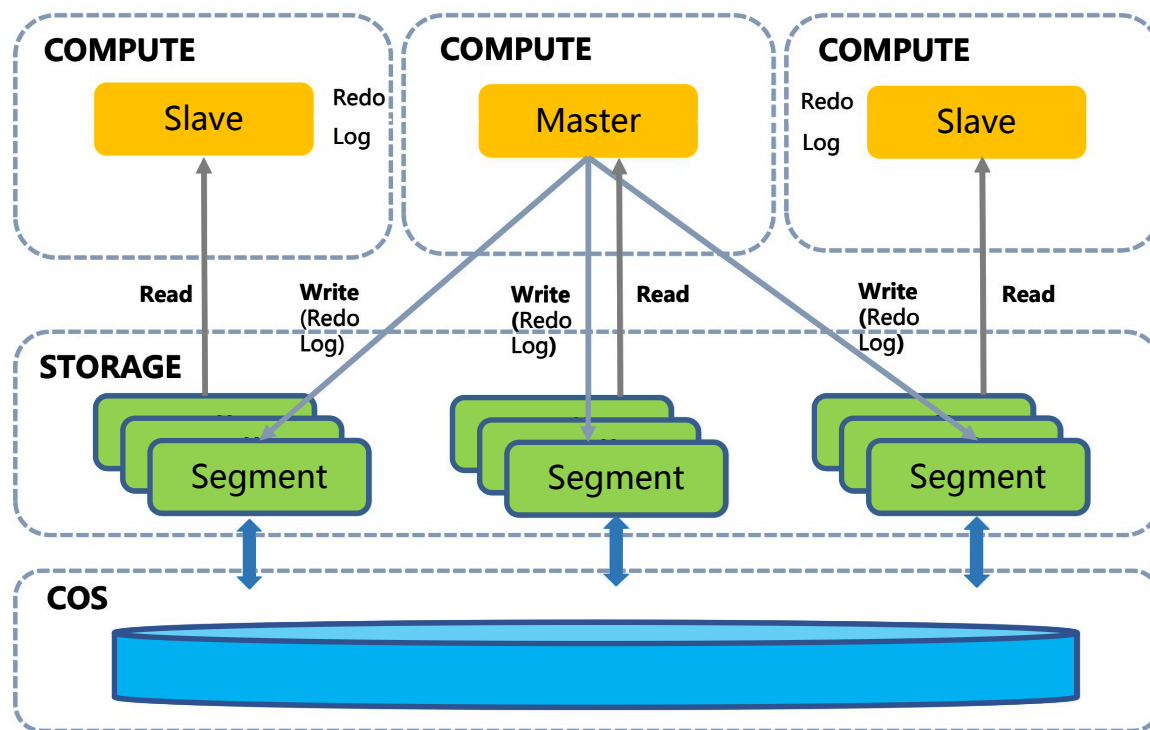 COMPUTE
Slave
Redo
Log
COMPUTE
Master
COMPUTE
Redo
Log
Slave
Read
Write
(Redo
Log)
Write
(Redo
Log)
Read
Write
(Redo
Log)
Read
STORAGE
Segment
Segment
Segment
COS